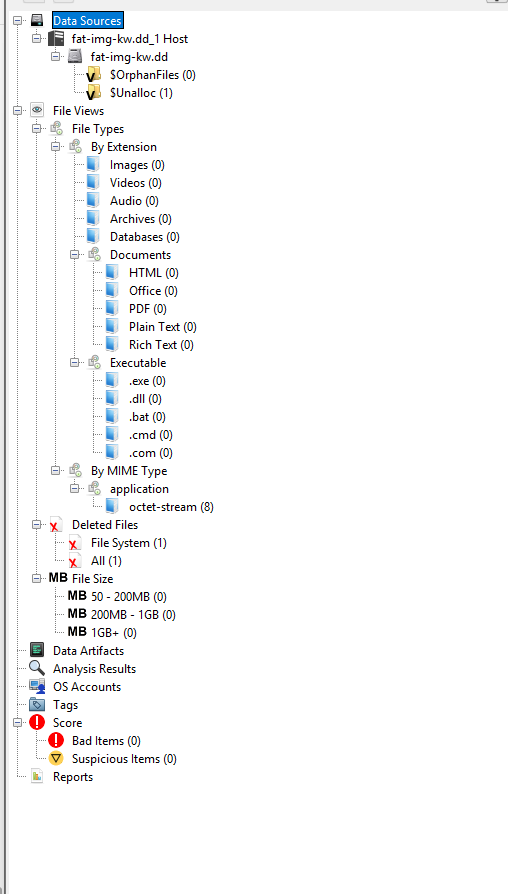 Data Sources
fat-img-kw.dd_1 Host
fat-img-kw.dd
$OrphanFiles (0)
$Unalloc (1)
File Views
File Types
By Extension
Images (0)
Videos (0)
Audio (0)
Archives (0)
Databases (0)
Documents
HTML (0)
Office (0)
PDF (0)
Plain Text (0)
Rich Text (0)
Executable
.exe (0)
.dll (0)
.bat (0)
.cmd (0)
.com (0)
By MIME Type
application
octet-stream (8)
Deleted Files
File System (1)
All (1)
MB File Size
MB 50 - 200MB (0)
MB 200MB - 1GB (0)
MB 1GB+ (0)
Data Artifacts
Analysis Results
OS Accounts
Tags
Score
Bad Items (0)
Suspicious Items (0)
Reports